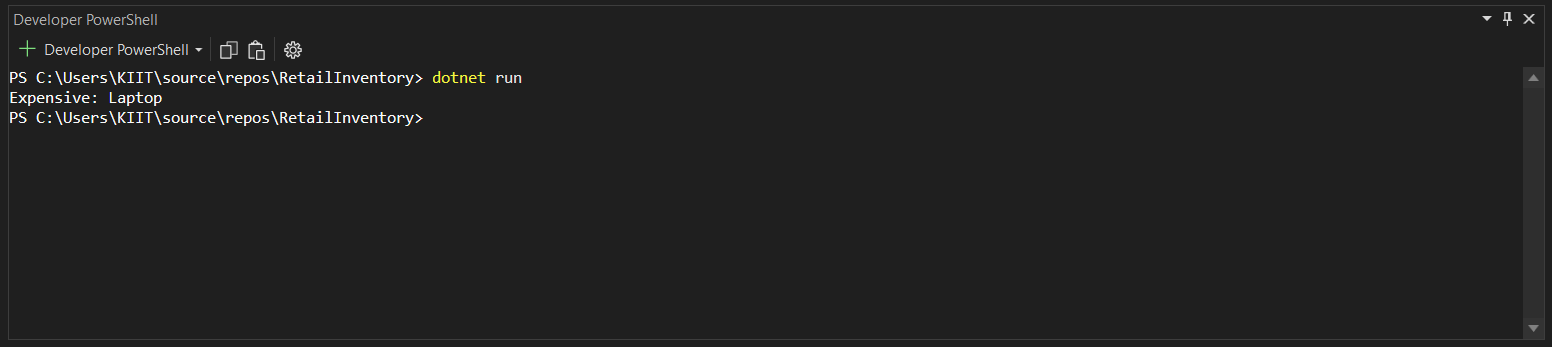 Developer PowerShell
Developer PowerShell
PS C:\Users\KIIT\source\repos\RetailInventory> dotnet run
Expensive: Laptop
PS C:\Users\KIIT\source\repos\RetailInventory>